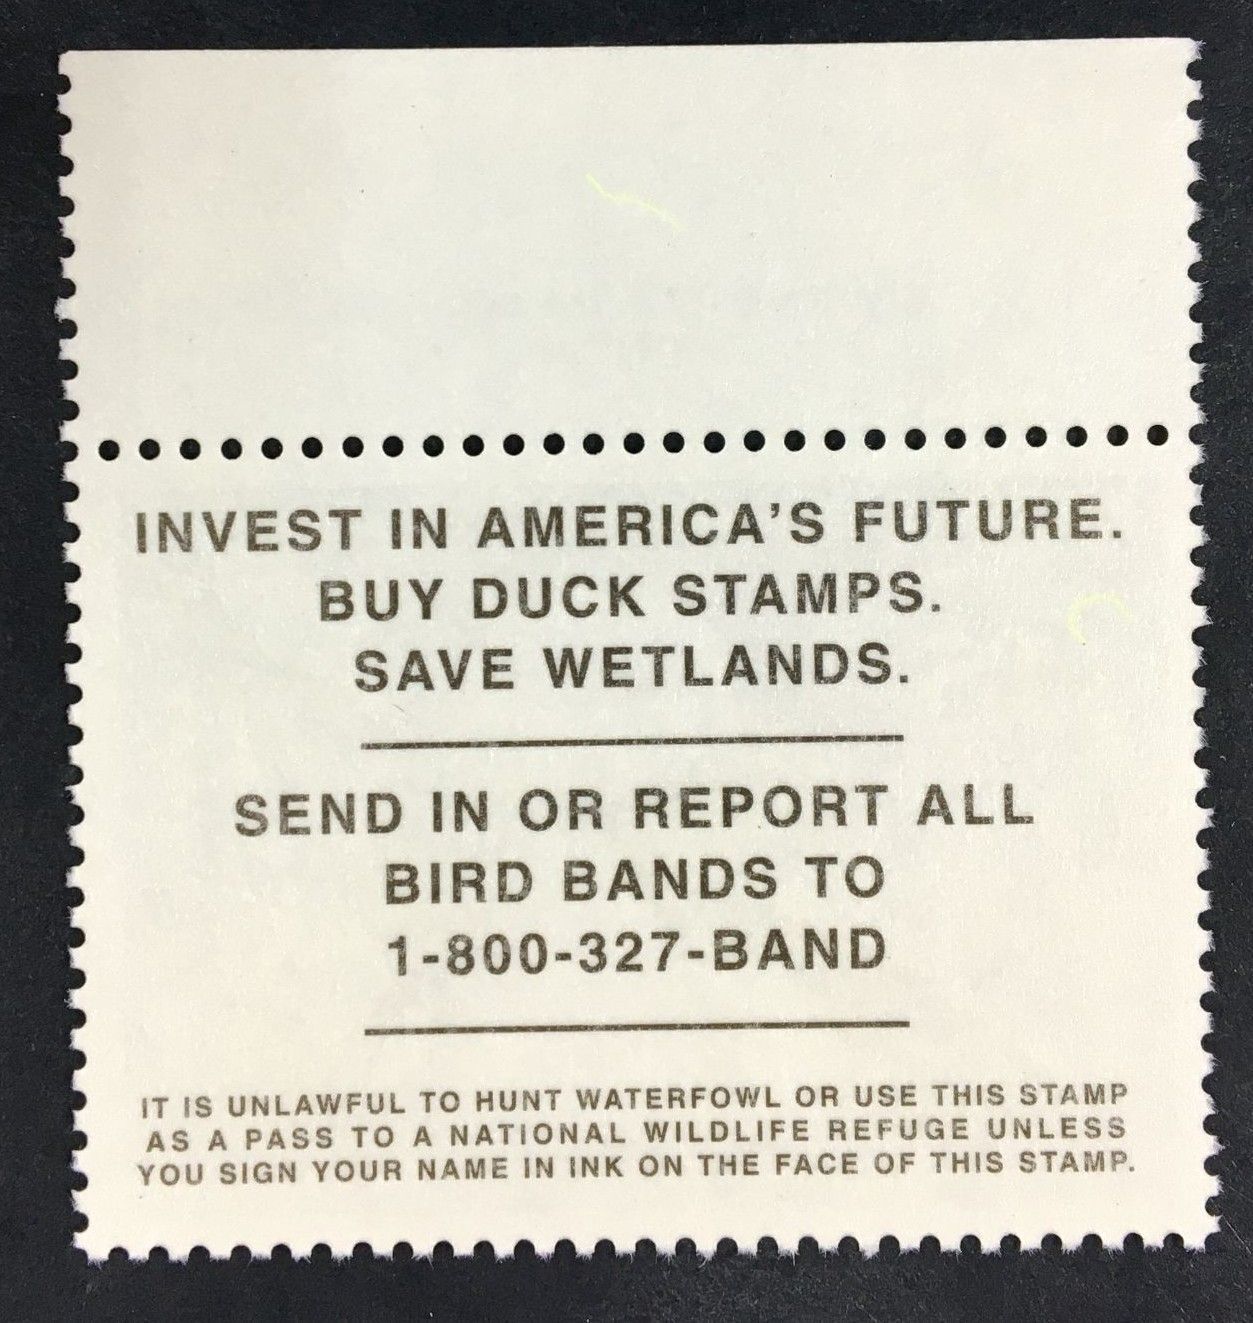 INVEST IN AMERICA'S FUTURE.
BUY DUCK STAMPS.
SAVE WETLANDS.
SEND IN OR REPORT ALL
BIRD BANDS TO
1-800-327-BAND
IT IS UNLAWFUL TO HUNT WATERFOWL OR USE THIS STAMP
AS A PASS TO A NATIONAL WILDLIFE REFUGE UNLESS
YOU SIGN YOUR NAME IN INK ON THE FACE OF THIS STAMP.